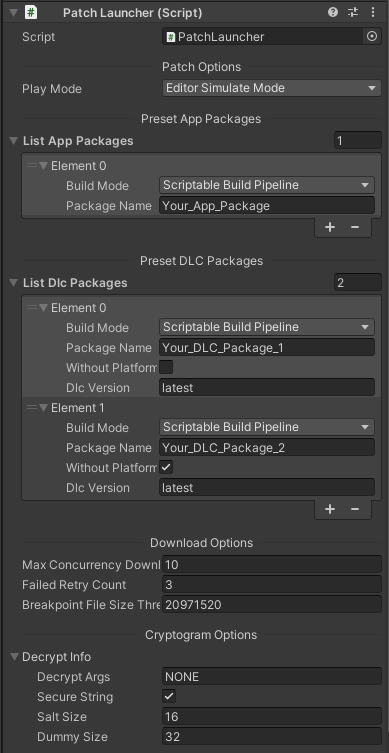 Patch Launcher (Script)
Script PatchLauncher
Patch Options
Play Mode Editor Simulate Mode
Preset App Packages
List App Packages 1
Element 0
Build Mode Scriptable Build Pipeline
Package Name Your_App_Package
+ −
Preset DLC Packages
List Dlc Packages 2
Element 0
Build Mode Scriptable Build Pipeline
Package Name Your_DLC_Package_1
Without Platform
Dlc Version latest
Element 1
Build Mode Scriptable Build Pipeline
Package Name Your_DLC_Package_2
Without Platform
Dlc Version latest
+ −
Download Options
Max Concurrency Downl 10
Failed Retry Count 3
Breakpoint File Size Thre 20971520
Cryptogram Options
Decrypt Info
Decrypt Args NONE
Secure String
Salt Size 16
Dummy Size 32